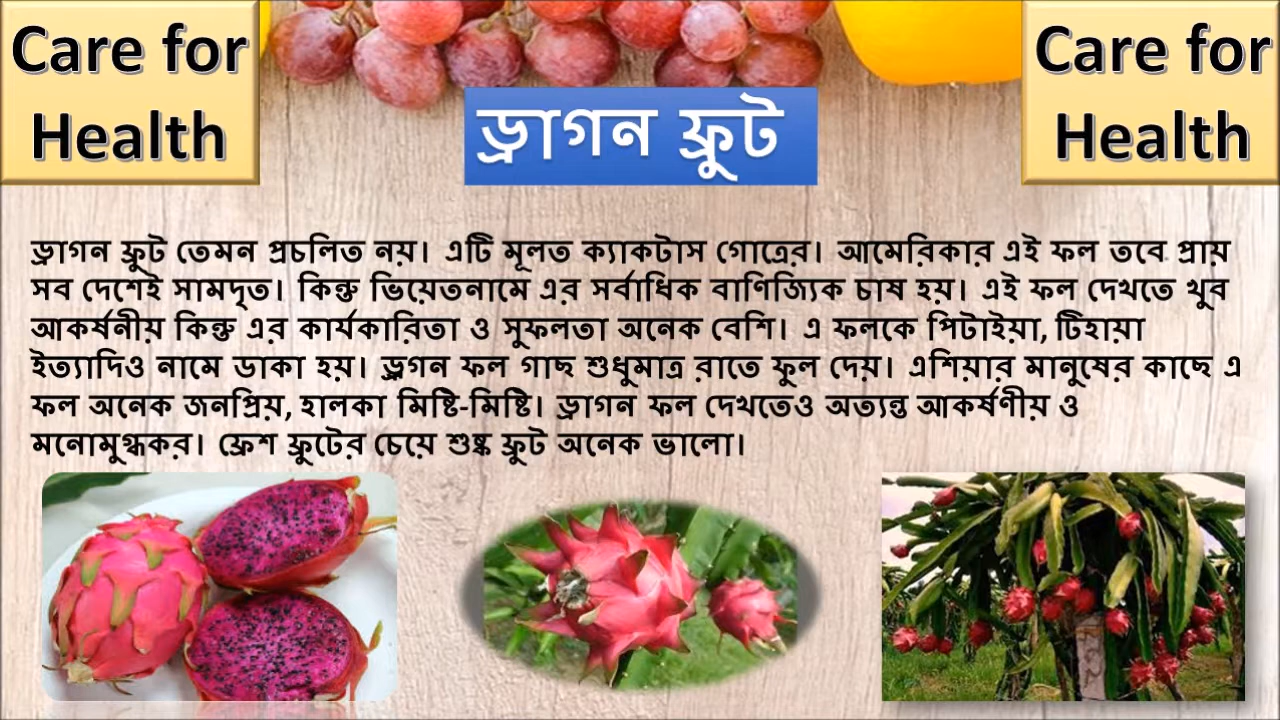 Care for
Health
ড্রাগন ফ্রুট
Care for
Health
ড্রাগন ফ্রুট তেমন প্রচলিত নয়। এটি মূলত ক্যাকটাস গোত্রের। আমেরিকার এই ফল তবে প্রায়
সব দেশেই সামদৃত। কিন্তু ভিয়েতনামে এর সর্বাধিক বাণিজ্যিক চাষ হয়। এই ফল দেখতে খুব
আকর্ষনীয় কিন্তু এর কার্যকারিতা ও সুফলতা অনেক বেশি। এ ফলকে পিটাইয়া, টিহায়া
ইত্যাদিও নামে ডাকা হয়। ড্রগন ফল গাছ শুধুমাত্র রাতে ফুল দেয়। এশিয়ার মানুষের কাছে এ
ফল অনেক জনপ্রিয়, হালকা মিষ্টি-মিষ্টি। ড্রাগন ফল দেখতেও অত্যন্ত আকর্ষণীয় ও
মনোমুগ্ধকর। ফ্রেশ ফ্রুটের চেয়ে শুষ্ক ফ্রুট অনেক ভালো।